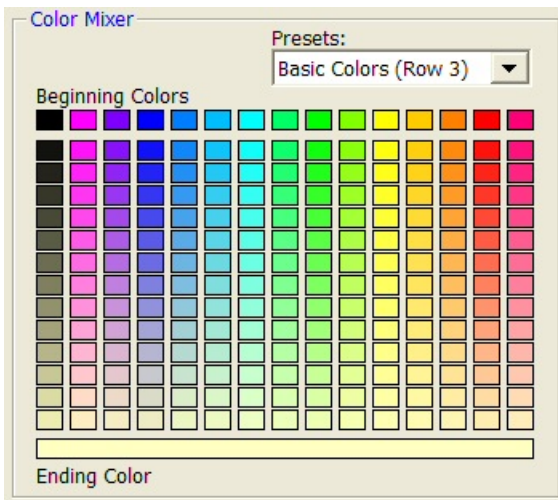 Color Mixer
Presets:
Basic Colors (Row 3)
Beginning Colors
Ending Color